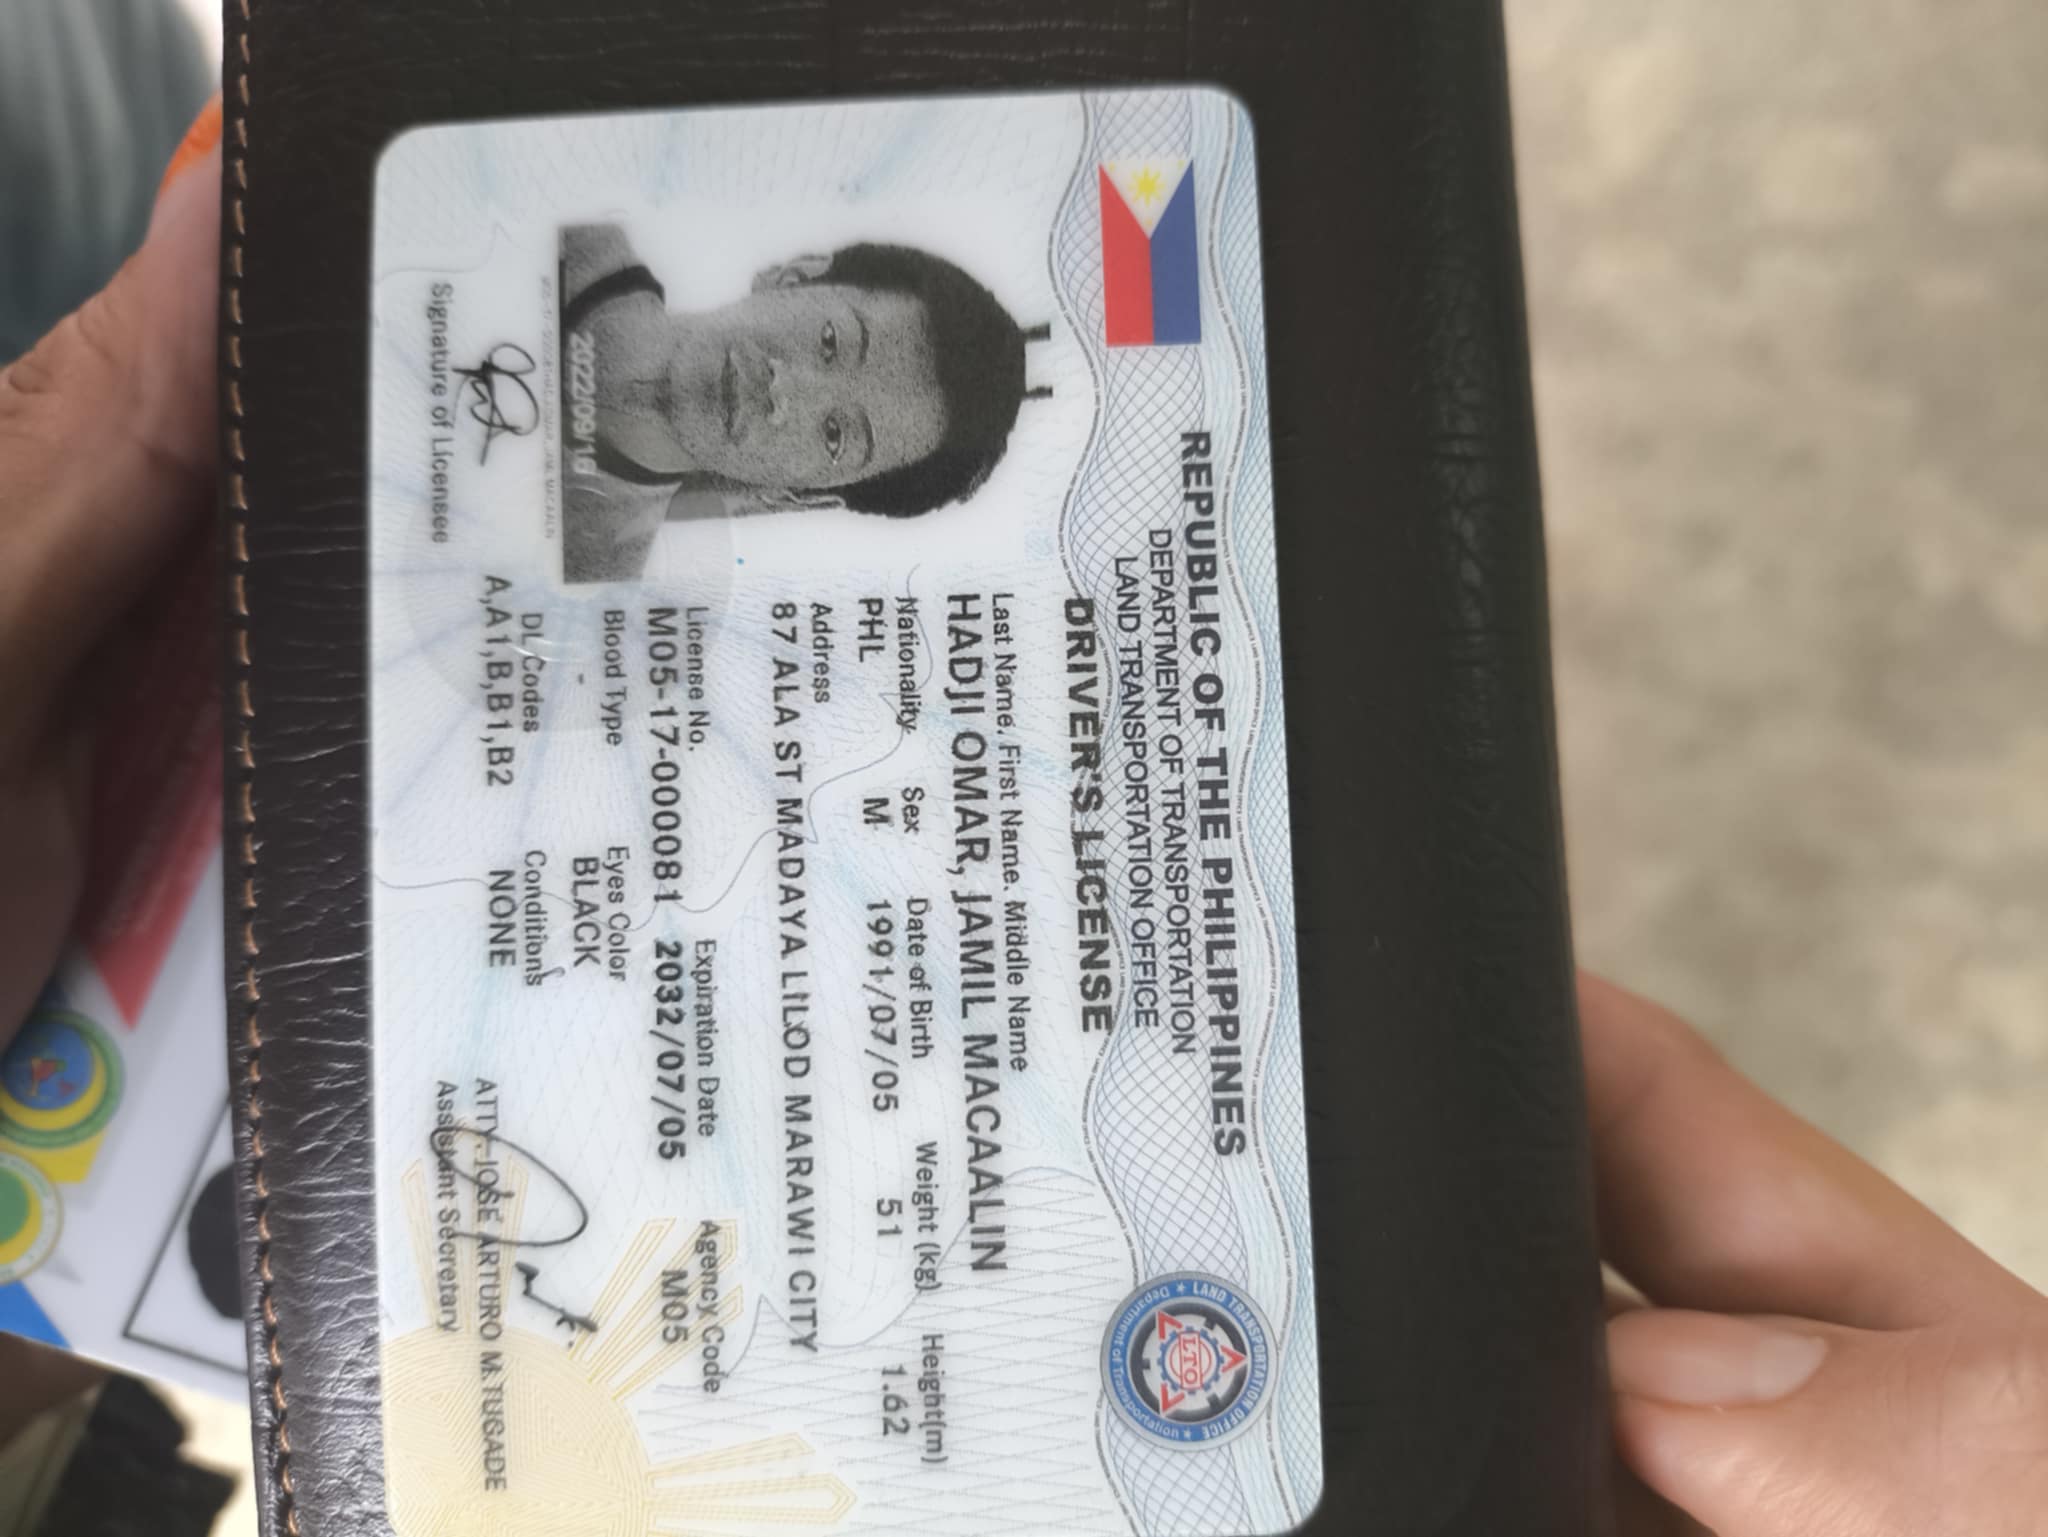 REPUBLIC OF THE PHILIPPINES
DEPARTMENT OF TRANSPORTATION
LAND TRANSPORTATION OFFICE
DRIVER'S LICENSE
LAND TRANSPORTATION OFFICE
Department of Transportation
LTO
Last Name. First Name. Middle Name
HADJI OMAR, JAMIL MACAALIN
Nationality Sex Date of Birth Weight (kg) Height(m)
PHL M 1991/07/05 51 1.62
Address
87 ALA ST MADAYA LILOD MARAWI CITY
License No. Expiration Date Agency Code
M05-17-000081 2032/07/05 M05
Blood Type Eyes Color
- BLACK
DL Codes Conditions
A,A1,B,B1,B2 NONE
2022/09/16
Signature of Licensee
ATTY. JOSE ARTURO M. TUGADE
Assistant Secretary